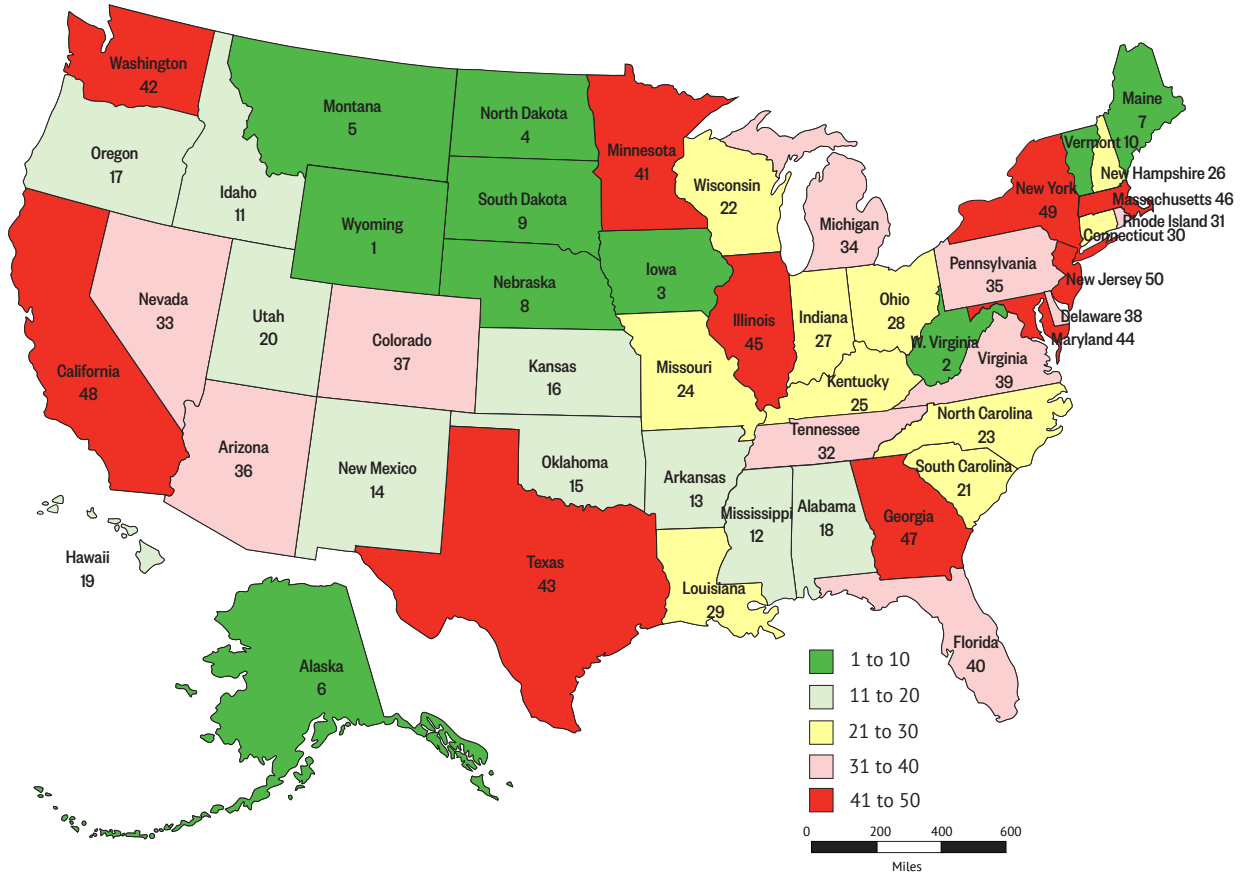 Washington
42
Oregon
17
California
48
Idaho
11
Nevada
33
Montana
5
Wyoming
1
Utah
20
Colorado
37
Arizona
36
New Mexico
14
North Dakota
4
South Dakota
9
Nebraska
8
Kansas
16
Oklahoma
15
Texas
43
Minnesota
41
Iowa
3
Missouri
24
Arkansas
13
Louisiana
29
Wisconsin
22
Illinois
45
Michigan
34
Indiana
27
Ohio
28
Kentucky
25
Tennessee
32
Mississippi
12
Alabama
18
Georgia
47
Florida
40
South Carolina
21
North Carolina
23
Virginia
39
W. Virginia
2
Pennsylvania
35
New York
49
Maine
7
Vermont 10
New Hampshire 26
Massachusetts 46
Rhode Island 31
Connecticut 30
New Jersey 50
Delaware 38
Maryland 44
Hawaii
19
Alaska
6
1 to 10
11 to 20
21 to 30
31 to 40
41 to 50
0 200 400 600
Miles